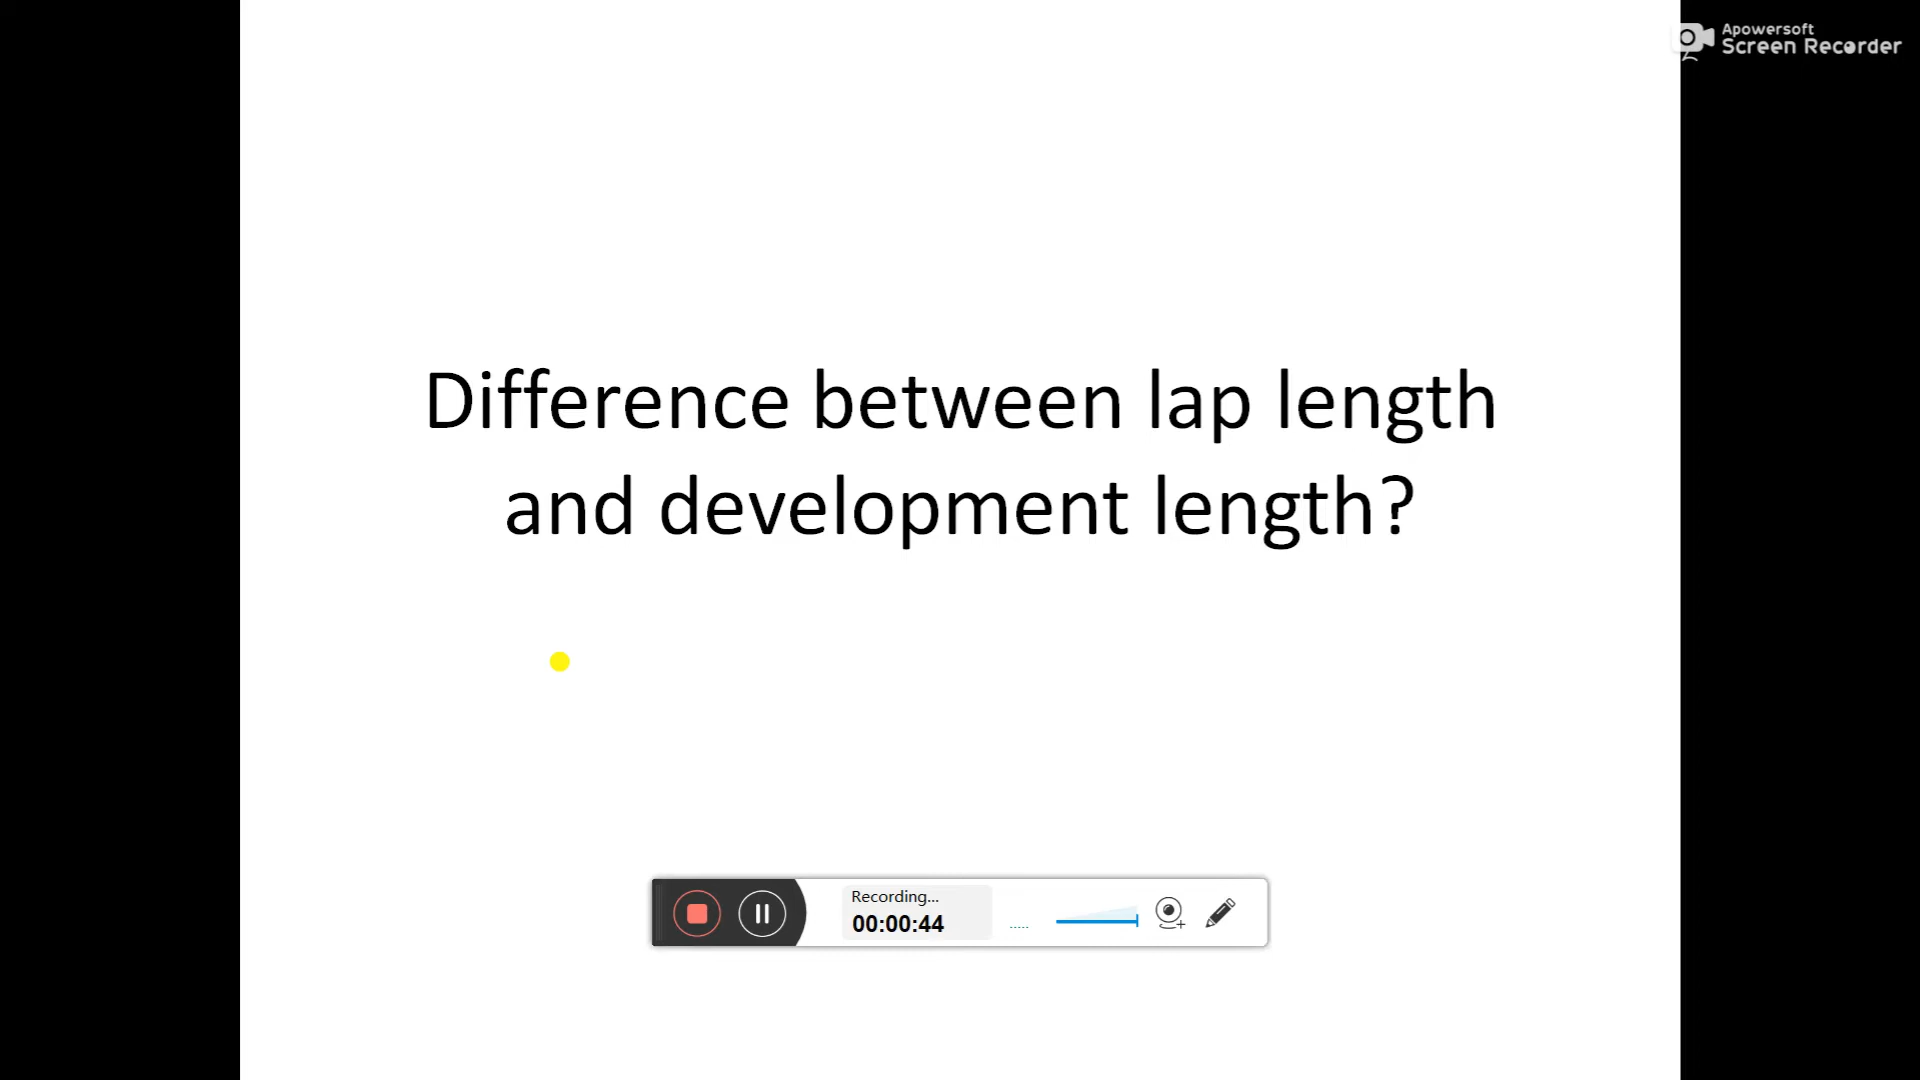 Apowersoft
Screen Recorder
Difference between lap length
and development length?
Recording...
00:00:44